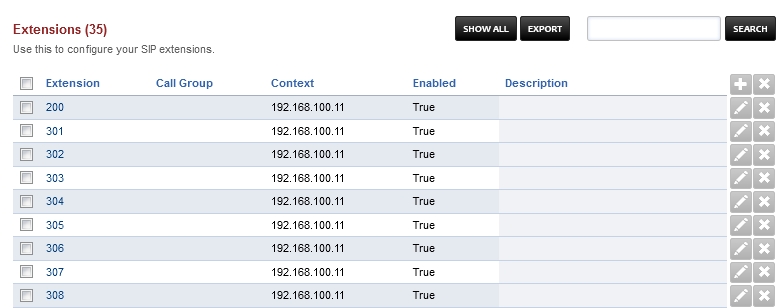 Extensions (35)
SHOW ALL EXPORT SEARCH
Use this to configure your SIP extensions.
Extension Call Group Context Enabled Description
200 192.168.100.11 True
301 192.168.100.11 True
302 192.168.100.11 True
303 192.168.100.11 True
304 192.168.100.11 True
305 192.168.100.11 True
306 192.168.100.11 True
307 192.168.100.11 True
308 192.168.100.11 True